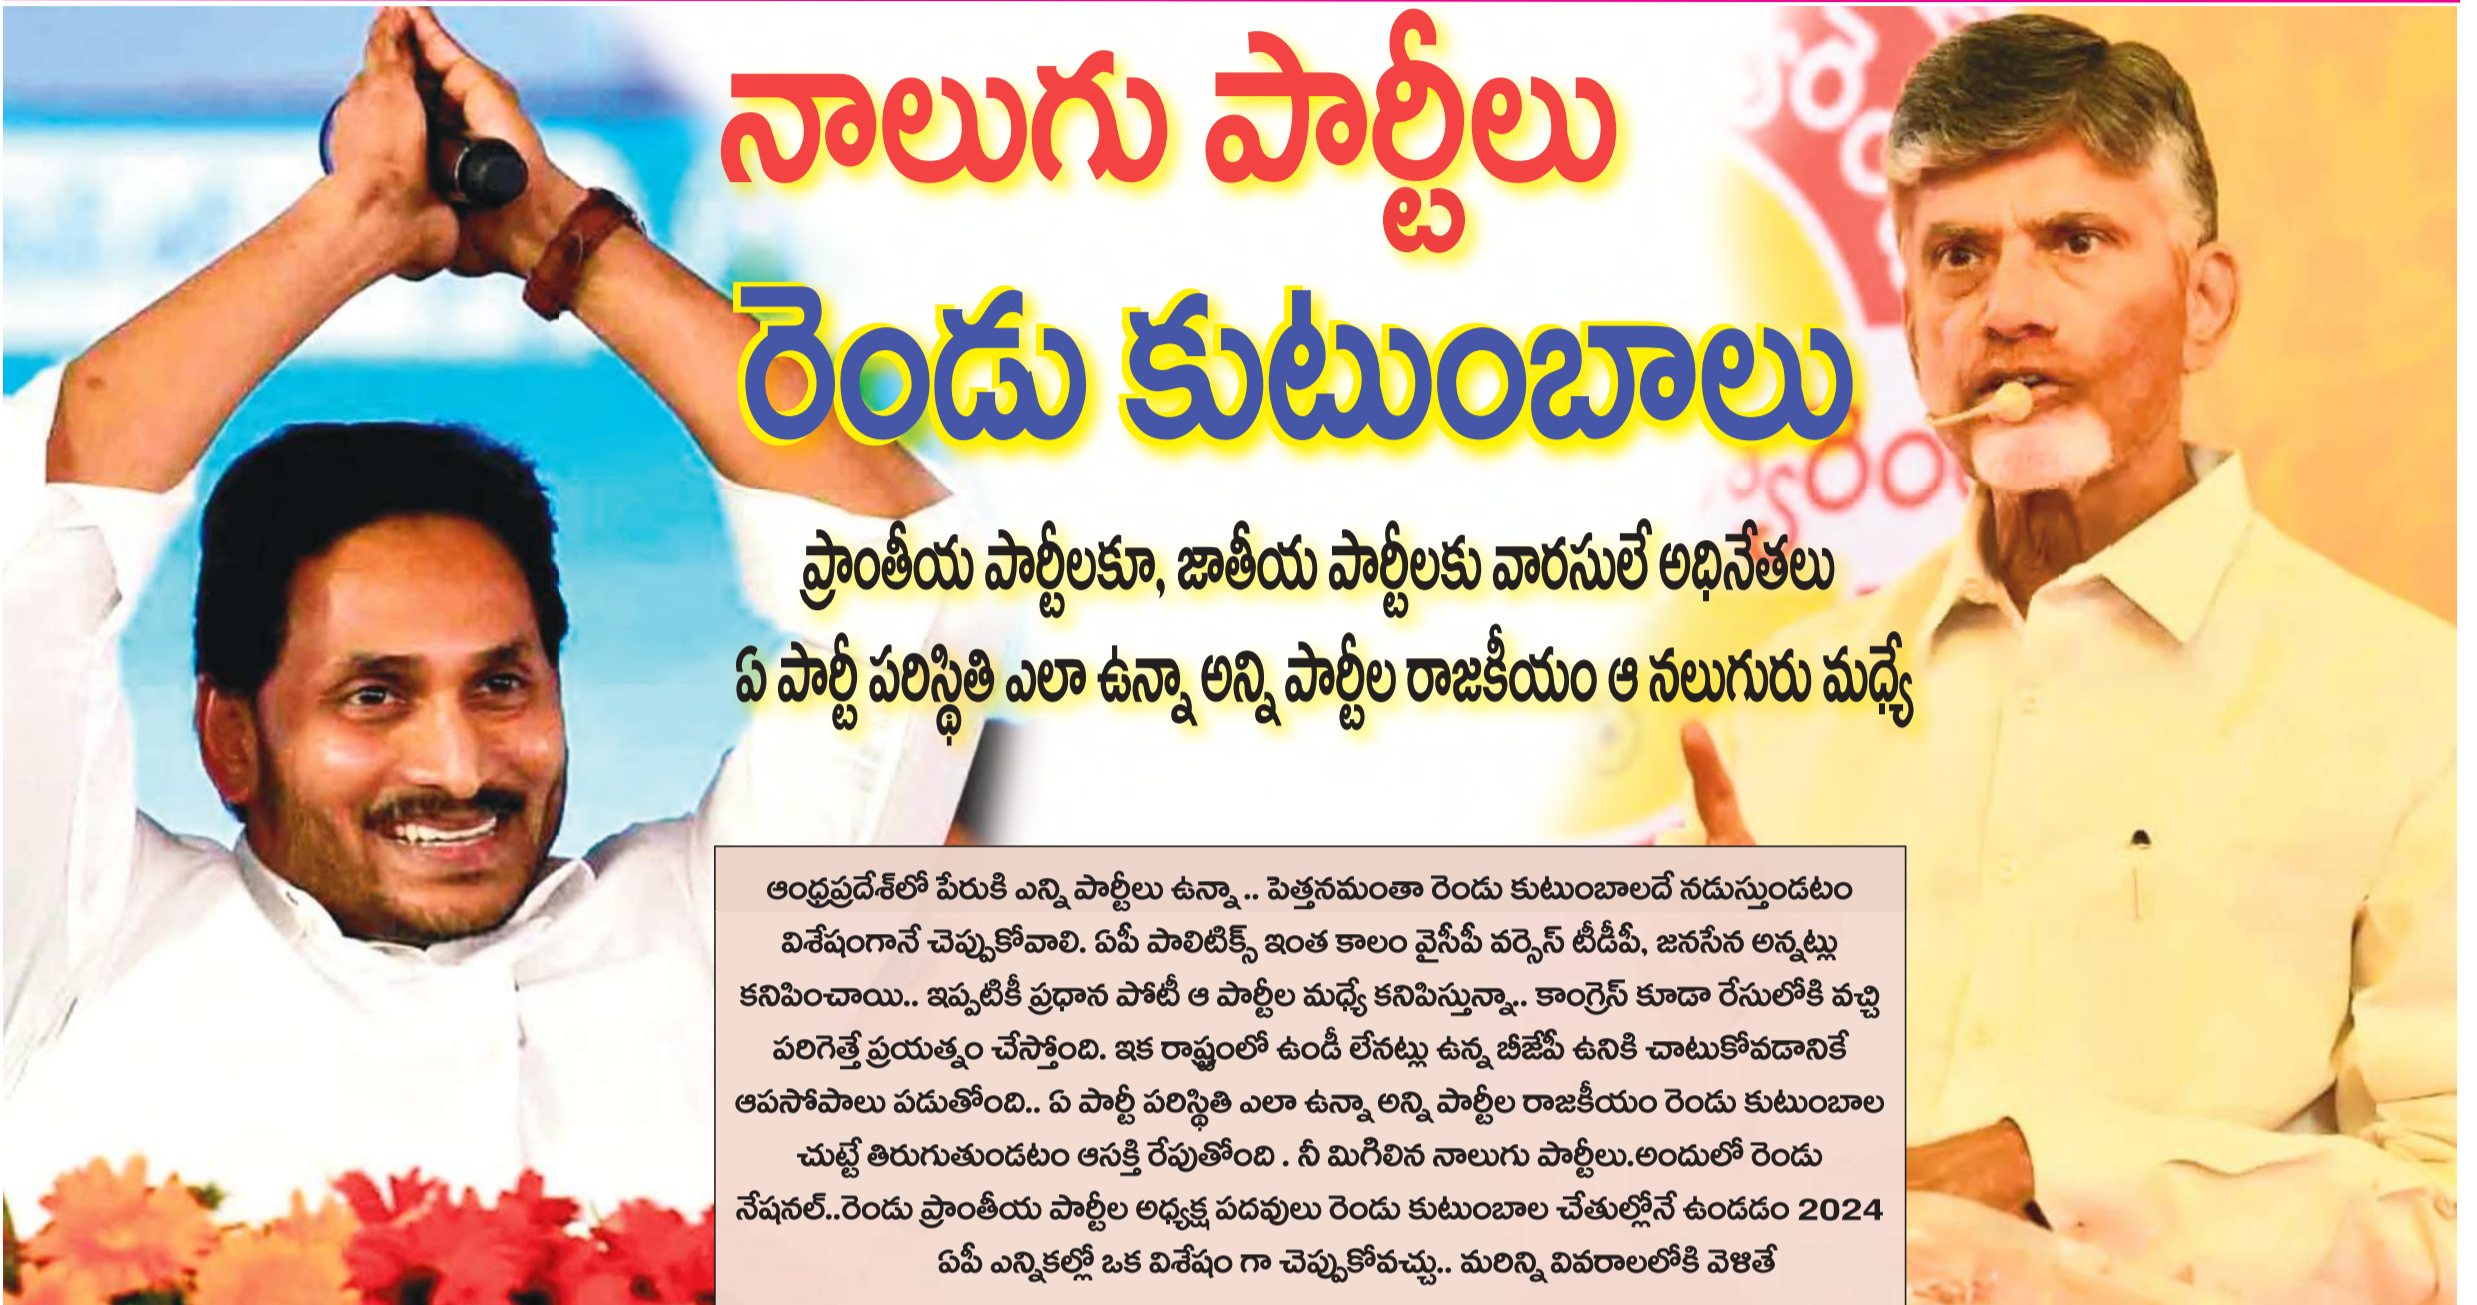 నాలుగు పార్టీలు
రెండు కుటుంబాలు
ప్రాంతీయ పార్టీలకూ, జాతీయ పార్టీలకు వారసులే అధినేతలు
ఏ పార్టీ పరిస్థితి ఎలా ఉన్నా అన్ని పార్టీల రాజకీయం ఆ నలుగురు మధ్యే
ఆంధ్రప్రదేశ్‌లో పేరుకి ఎన్ని పార్టీలు ఉన్నా.. పెత్తనమంతా రెండు కుటుంబాలదే నడుస్తుండటం
విశేషంగానే చెప్పుకోవాలి. ఏపీ పాలిటిక్స్ ఇంత కాలం వైసీపీ వర్సెస్ టీడీపీ, జనసేన అన్నట్లు
కనిపించాయి.. ఇప్పటికీ ప్రధాన పోటీ ఆ పార్టీల మధ్యే కనిపిస్తున్నా.. కాంగ్రెస్ కూడా రేసులోకి వచ్చి
పరిగెత్తే ప్రయత్నం చేస్తోంది. ఇక రాష్ట్రంలో ఉండీ లేనట్లు ఉన్న బీజేపీ ఉనికి చాటుకోవడానికే
ఆపసోపాలు పడుతోంది.. ఏ పార్టీ పరిస్థితి ఎలా ఉన్నా అన్ని పార్టీల రాజకీయం రెండు కుటుంబాల
చుట్టే తిరుగుతుండటం ఆసక్తి రేపుతోంది . నీ మిగిలిన నాలుగు పార్టీలు.అందులో రెండు
నేషనల్..రెండు ప్రాంతీయ పార్టీల అధ్యక్ష పదవులు రెండు కుటుంబాల చేతుల్లోనే ఉండడం 2024
ఏపీ ఎన్నికల్లో ఒక విశేషం గా చెప్పుకోవచ్చు.. మరిన్ని వివరాలలోకి వెళితే